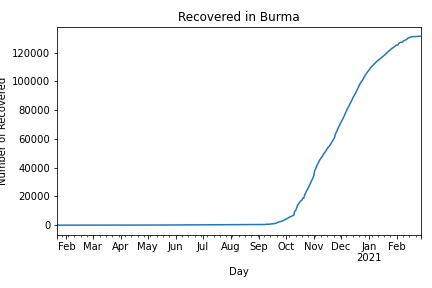 Recovered in Burma
120000
100000
80000
60000
40000
20000
0
Number of Recovered
Feb Mar Apr May Jun Jul Aug Sep Oct Nov Dec Jan Feb
2021
Day